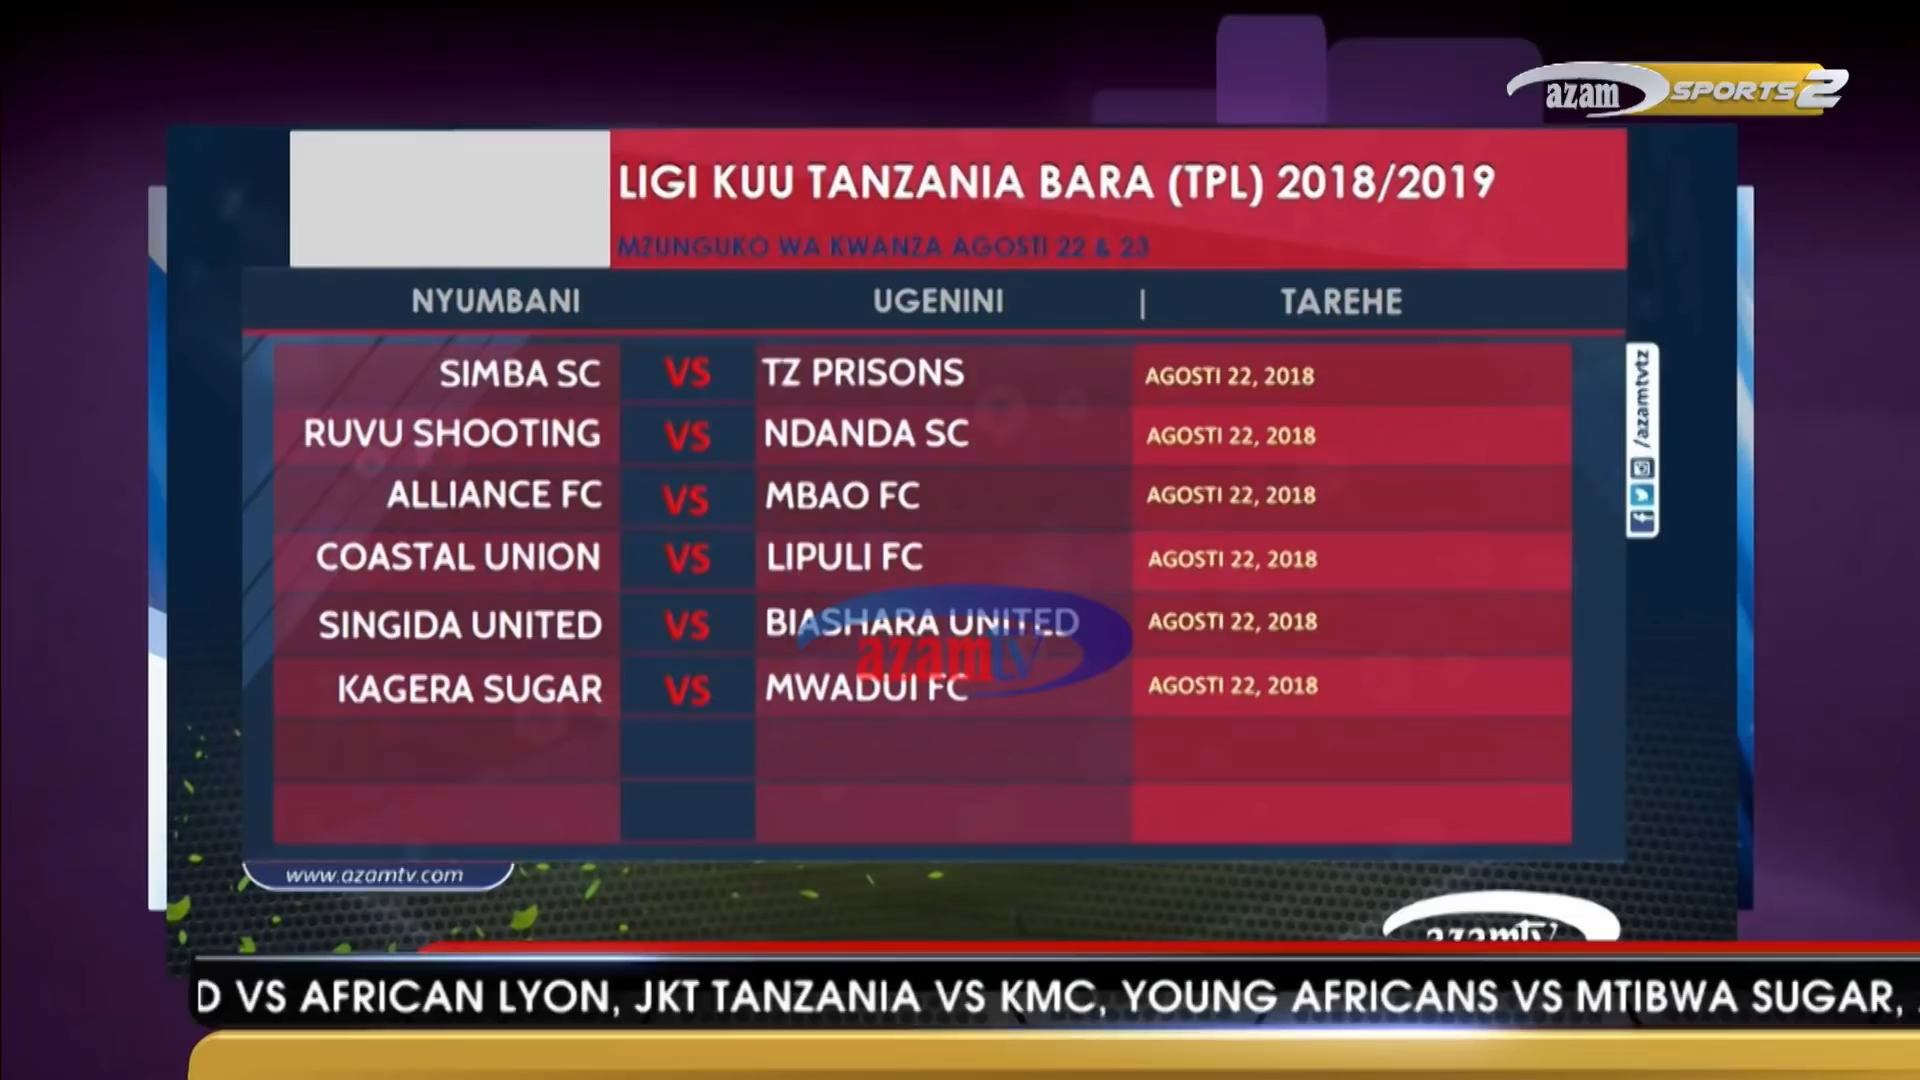 azam SPORTS 2
LIGI KUU TANZANIA BARA (TPL) 2018/2019
MZUNGUKO WA KWANZA AGOSTI 22 & 23
NYUMBANI UGENINI | TAREHE
SIMBA SC VS TZ PRISONS AGOSTI 22, 2018
RUVU SHOOTING VS NDANDA SC AGOSTI 22, 2018
ALLIANCE FC VS MBAO FC AGOSTI 22, 2018
COASTAL UNION VS LIPULI FC AGOSTI 22, 2018
SINGIDA UNITED VS BIASHARA UNITED AGOSTI 22, 2018
azamtv
KAGERA SUGAR VS MWADUI FC AGOSTI 22, 2018
/azamtvtz
www.azamtv.com
azamtv
D VS AFRICAN LYON, JKT TANZANIA VS KMC, YOUNG AFRICANS VS MTIBWA SUGAR,